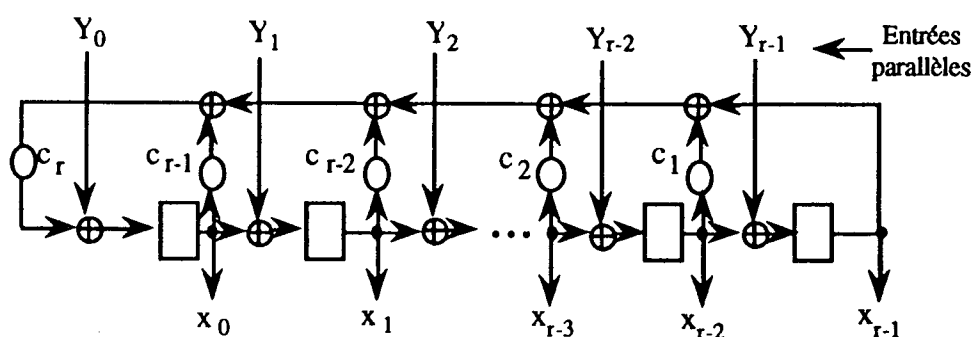 Y₀ Y₁ Y₂ Yᵣ₋₂ Yᵣ₋₁ Entrées
parallèles
cᵣ cᵣ₋₁ cᵣ₋₂ c₂ c₁
...
x₀ x₁ xᵣ₋₃ xᵣ₋₂ xᵣ₋₁